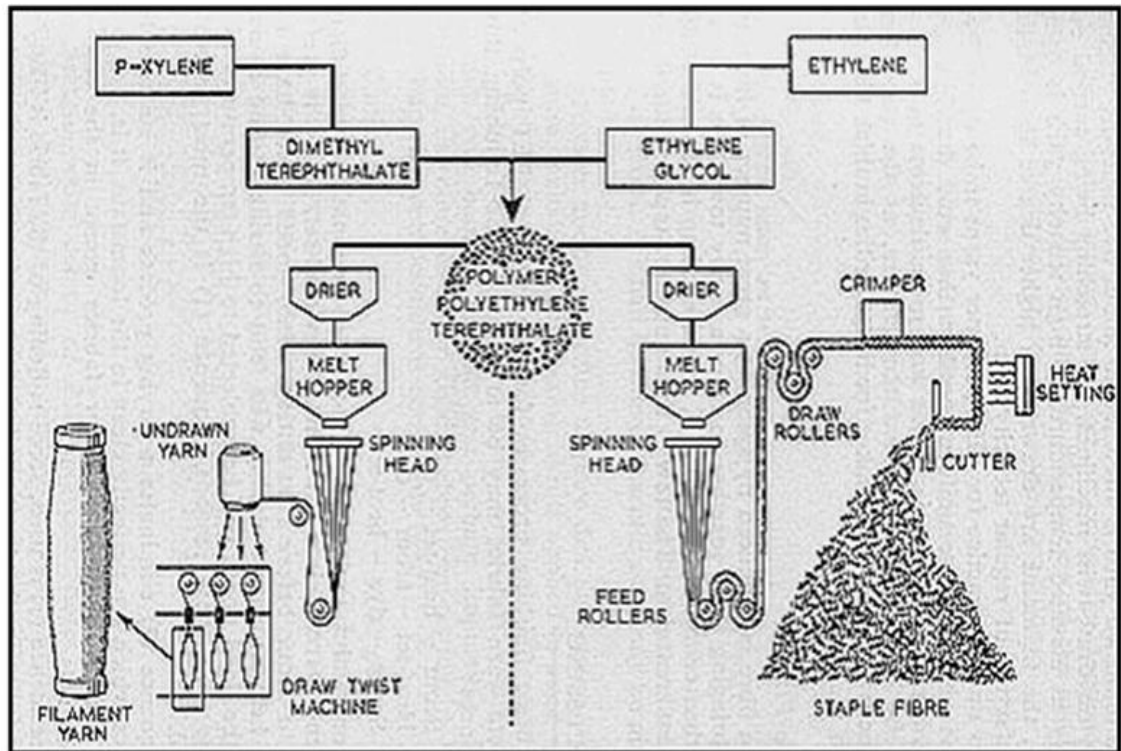 P-XYLENE
ETHYLENE
DIMETHYL
TEREPHTHALATE
ETHYLENE
GLYCOL
POLYMER
POLYETHYLENE
TEREPHTHALATE
DRIER
DRIER
MELT
HOPPER
MELT
HOPPER
CRIMPER
HEAT
SETTING
DRAW
ROLLERS
CUTTER
UNDRAWN
YARN
SPINNING
HEAD
SPINNING
HEAD
FEED
ROLLERS
DRAW TWIST
MACHINE
FILAMENT
YARN
STAPLE FIBRE